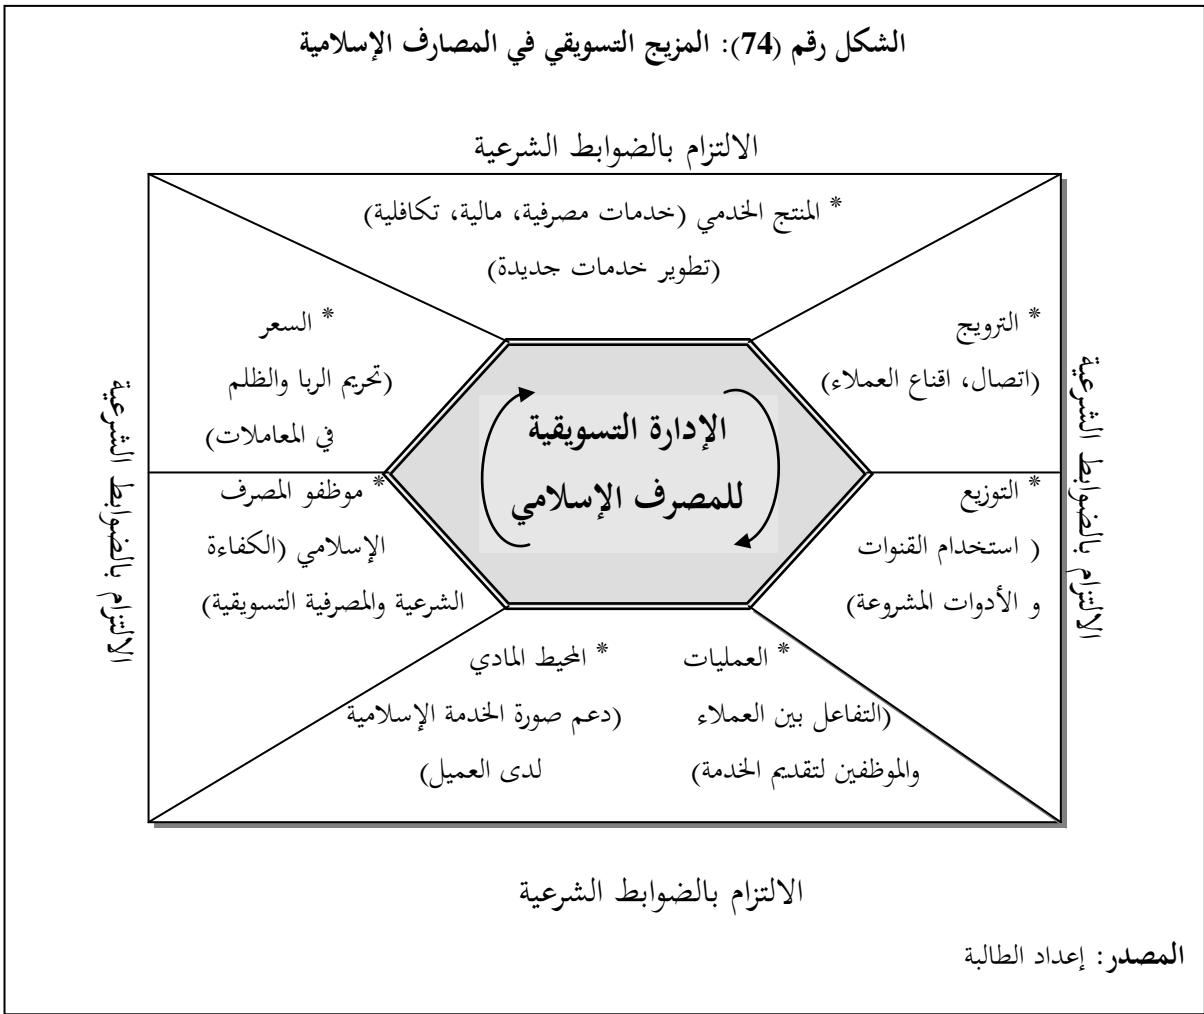 الشكل رقم (74): المزيج التسويقي في المصارف الإسلامية
الالتزام بالضوابط الشرعية
* المنتج الخدمي (خدمات مصرفية، مالية، تكافلية)
(تطوير خدمات جديدة)
* الترويج
(اتصال، اقناع العملاء)
* السعر
(تحريم الربا والظلم
في المعاملات)
الالتزام بالضوابط الشرعية
الإدارة التسويقية
للمصرف الإسلامي
الالتزام بالضوابط الشرعية
* التوزيع
( استخدام القنوات
و الأدوات المشروعة)
* موظفو المصرف
الإسلامي (الكفاءة
الشرعية والمصرفية التسويقية)
* العمليات
(التفاعل بين العملاء
والموظفين لتقديم الخدمة)
* المحيط المادي
(دعم صورة الخدمة الإسلامية
لدى العميل)
الالتزام بالضوابط الشرعية
المصدر: إعداد الطالبة